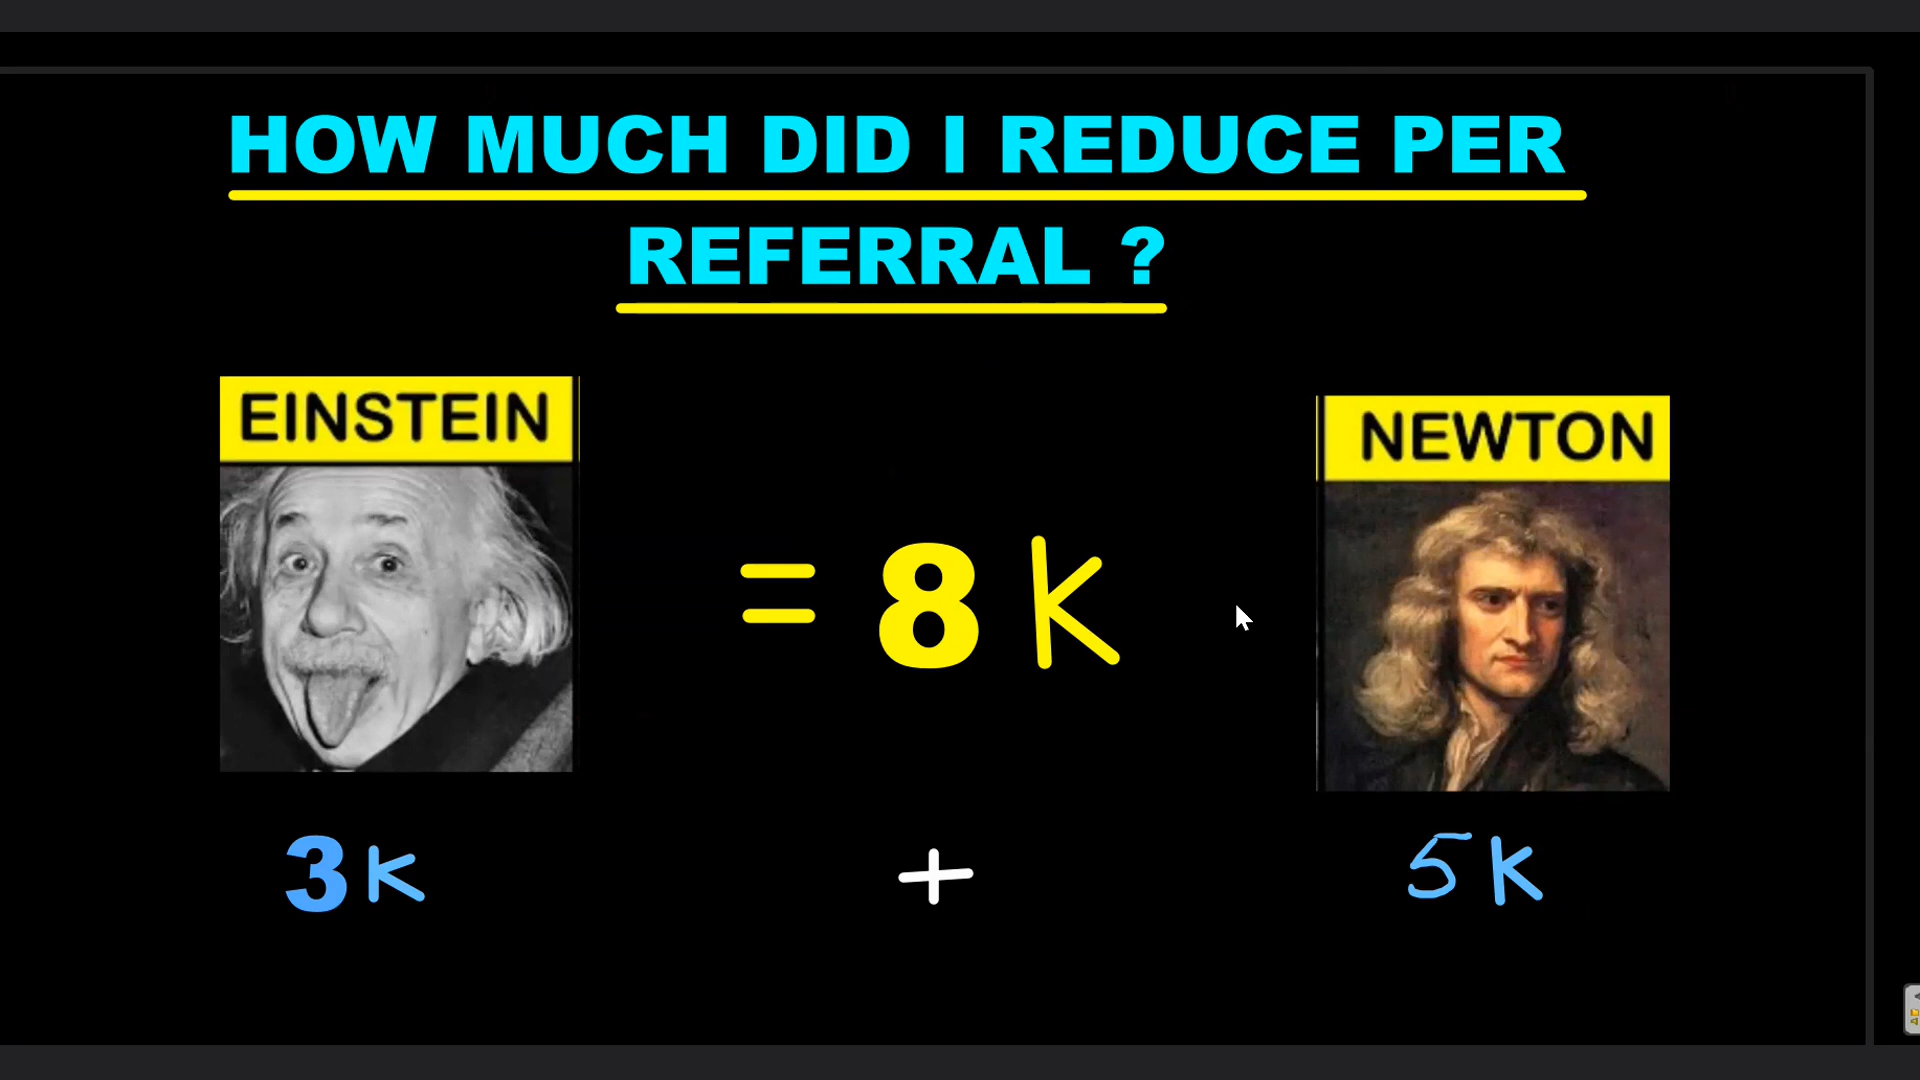 HOW MUCH DID I REDUCE PER
REFERRAL ?
EINSTEIN
NEWTON
= 8 K
3 K + 5 K